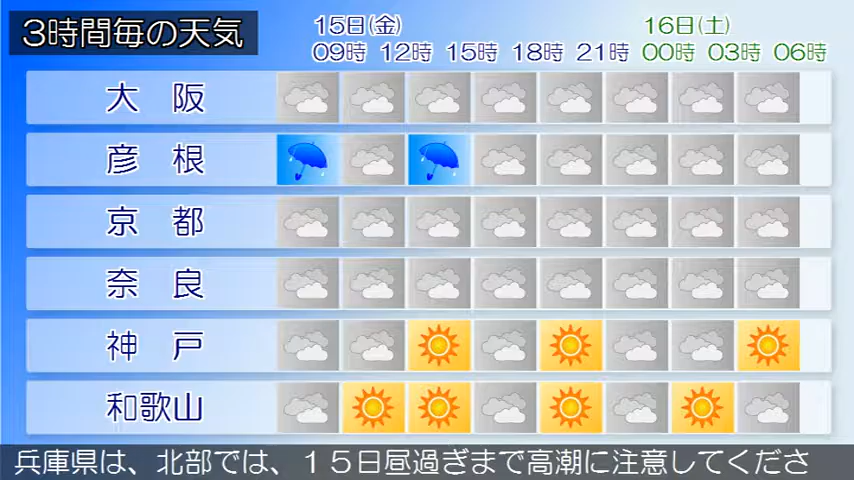 3時間毎の天気
15日(金) 16日(土)
09時 12時 15時 18時 21時 00時 03時 06時
大 阪
彦 根
京 都
奈 良
神 戸
和歌山
兵庫県は、北部では、１５日昼過ぎまで高潮に注意してくださ